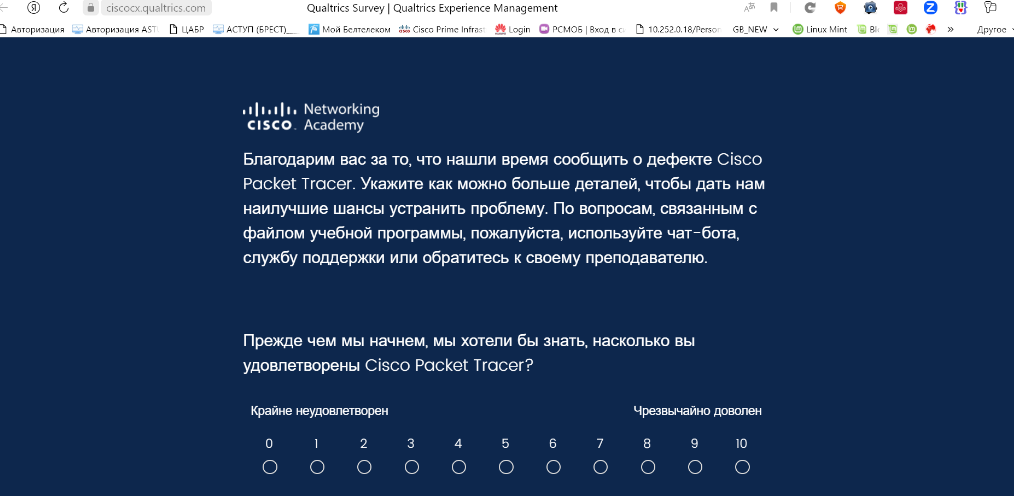 ciscocx.qualtrics.com Qualtrics Survey | Qualtrics Experience Management
Авторизация Авторизация AST ЦАБР АСТУП (БРЕСТ)__ Мой Белтелеком Cisco Prime Infrast Login РСМОБ | Вход в 10.252.0.18/Person GB_NEW Linux Mint » Другое
Networking
CISCO Academy
Благодарим вас за то, что нашли время сообщить о дефекте Cisco
Packet Tracer. Укажите как можно больше деталей, чтобы дать нам
наилучшие шансы устранить проблему. По вопросам, связанным с
файлом учебной программы, пожалуйста, используйте чат-бота,
службу поддержки или обратитесь к своему преподавателю.
Прежде чем мы начнем, мы хотели бы знать, насколько вы
удовлетворены Cisco Packet Tracer?
Крайне неудовлетворен Чрезвычайно доволен
0 1 2 3 4 5 6 7 8 9 10